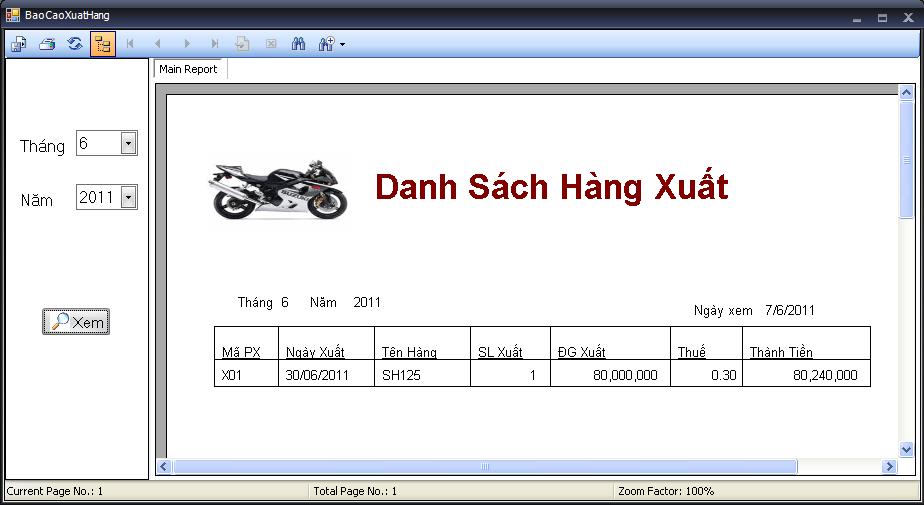 BaoCaoXuatHang
Main Report
Tháng 6
Năm 2011
Xem
SUZUKI
Danh Sách Hàng Xuất
Tháng 6 Năm 2011
Ngày xem 7/6/2011
Mã PX Ngày Xuất Tên Hàng SL Xuất ĐG Xuất Thuế Thành Tiền
X01 30/06/2011 SH125 1 80,000,000 0.30 80,240,000
Current Page No.: 1 Total Page No.: 1 Zoom Factor: 100%